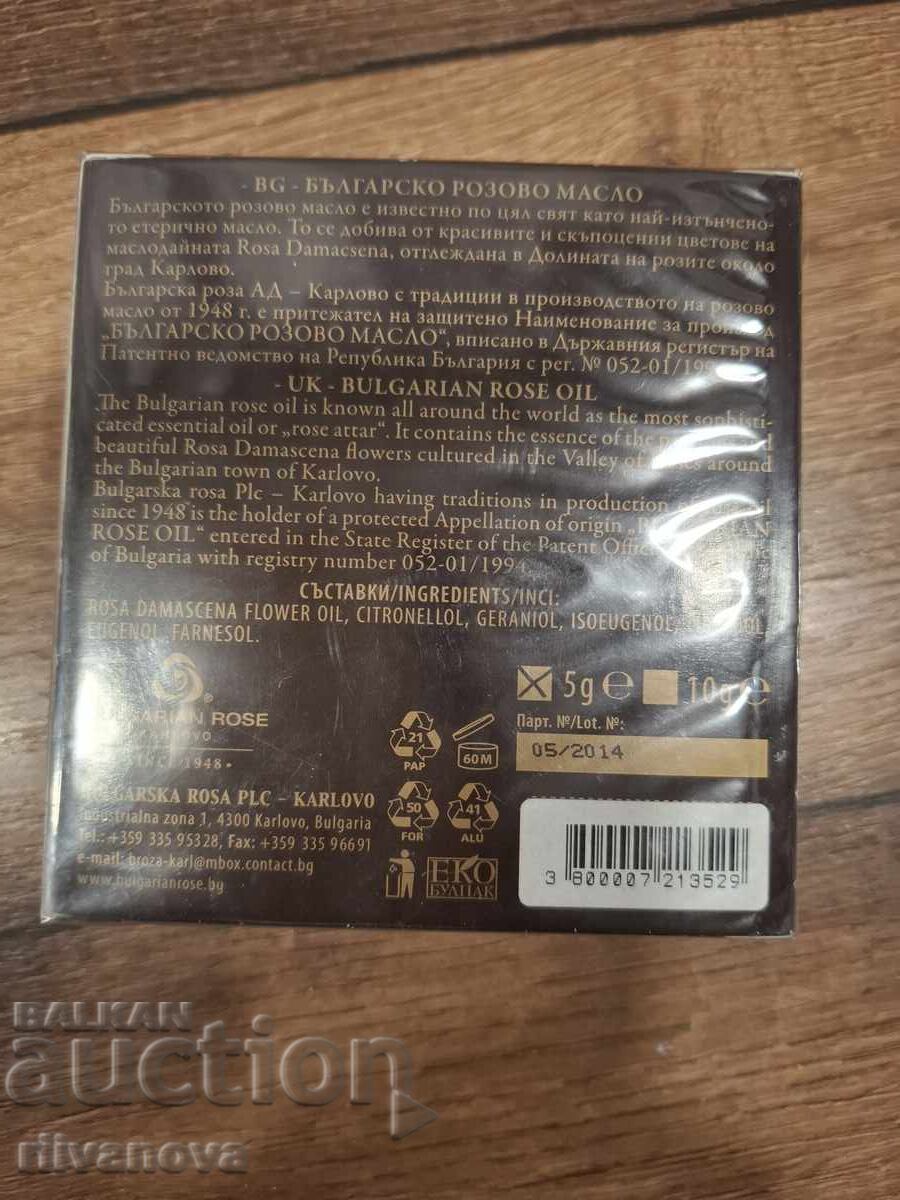 - BG - БЪЛГАРСКО РОЗОВО МАСЛО
Българското розово масло е известно по цял свят като най-изтънчено-
то етерично масло. То се добива от красивите и скъпоценни цветове на
маслодайната Rosa Damacsena, отглеждана в Долината на розите около
град Карлово.
Българска роза АД – Карлово с традиции в производството на розово
масло от 1948 г. е притежател на защитено Наименование за произход
„БЪЛГАРСКО РОЗОВО МАСЛО“, вписано в Държавния регистър на
Патентно ведомство на Република България с рег. № 052-01/
- UK - BULGARIAN ROSE OIL
The Bulgarian rose oil is known all around the world as the most sophisti-
cated essential oil or „rose attar“. It contains the essence of the
beautiful Rosa Damascena flowers cultured in the Valley of around
the Bulgarian town of Karlovo.
Bulgarska rosa Plc – Karlovo having traditions in production
since 1948 is the holder of a protected Appellation of origin
ROSE OIL“ entered in the State Register of the Patent
of Bulgaria with registry number 052-01/1994
СЪСТАВКИ/INGREDIENTS/INCI:
ROSA DAMASCENA FLOWER OIL, CITRONELLOL, GERANIOL, ISOEUGENOL,
EUGENOL, FARNESOL.
5g ℮ 10g ℮
Парт. №/Lot. №:
05/2014
ROSE
SINCE 1948
21
PAP
60M
50
FOR
41
ALU
ЕКО
БУЛПАК
ROSA PLC – KARLOVO
Industrialna zona 1, 4300 Karlovo, Bulgaria
Tel.: +359 335 95328, Fax: +359 335 96691
e-mail: broza-karl@mbox.contact.bg
www.bulgarianrose.bg
3 800007 213529
BALKAN
auction
riivanova